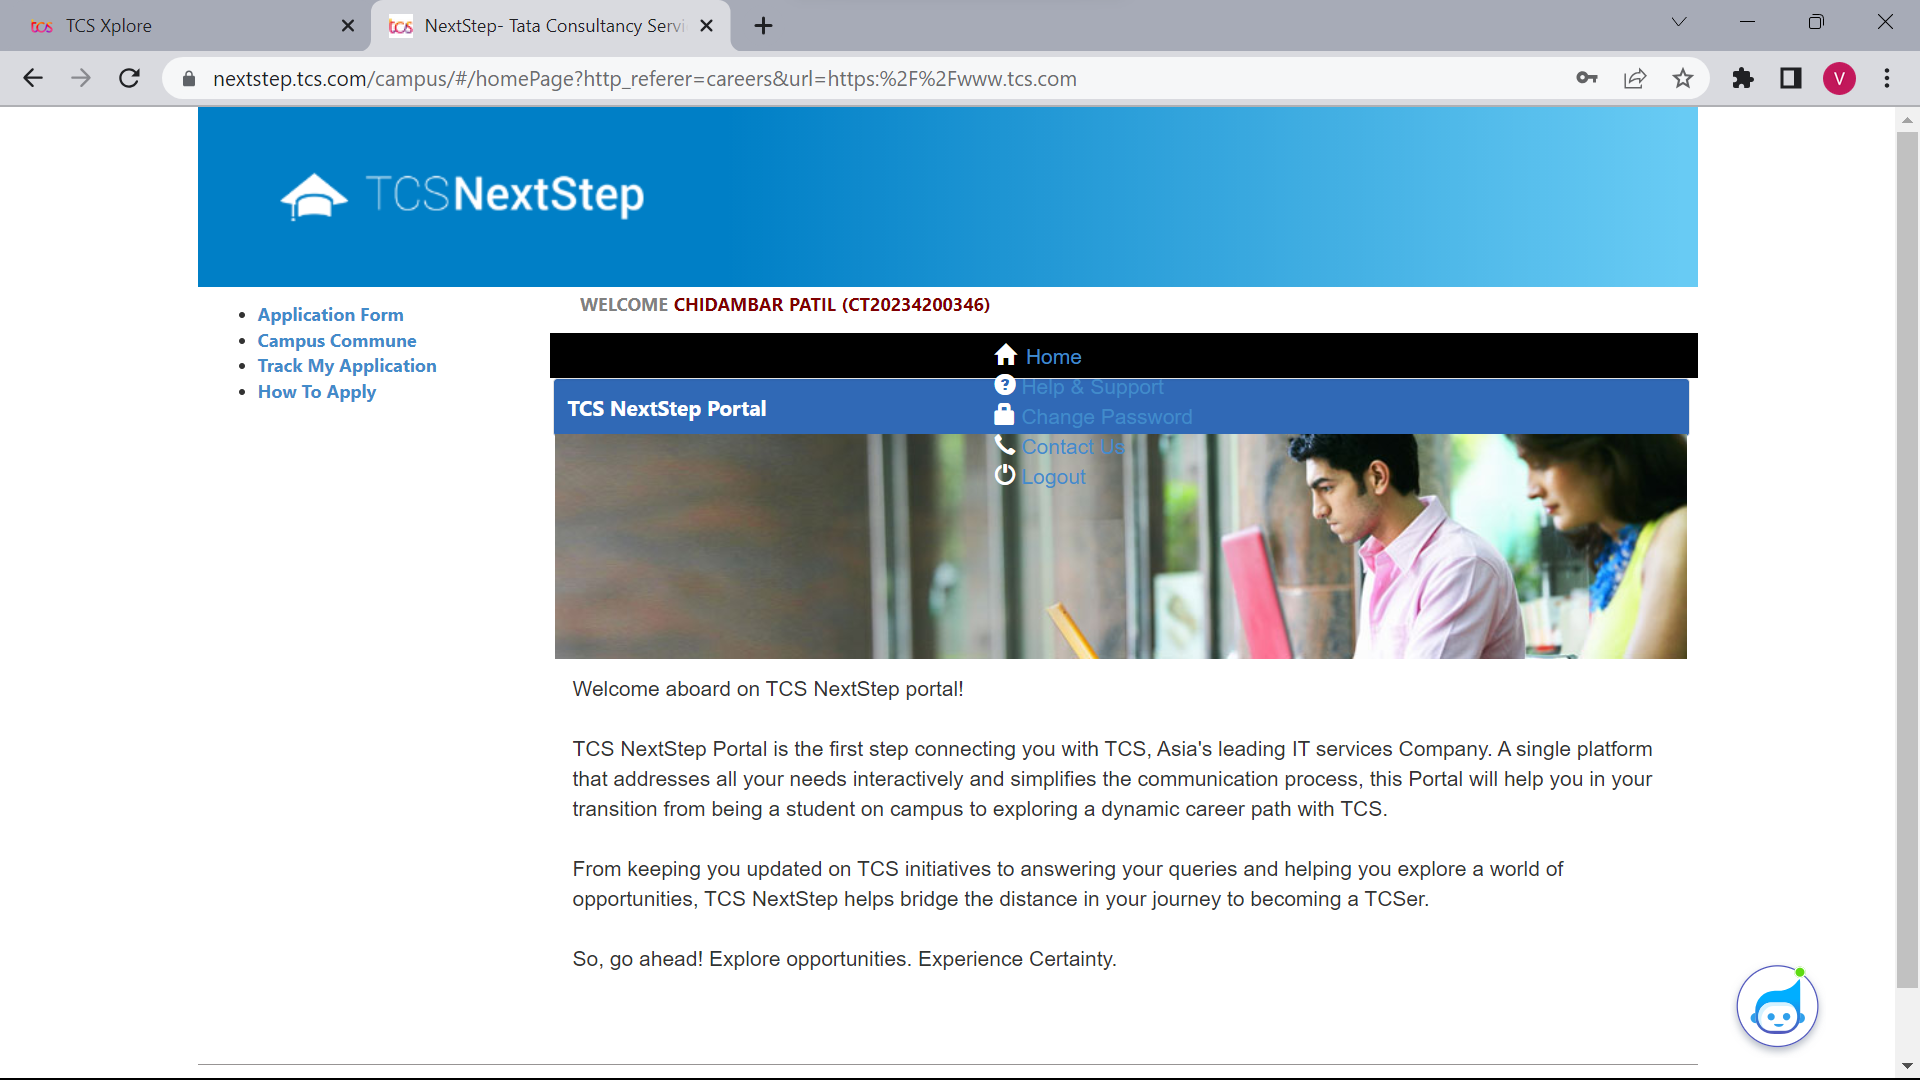 TCS Xplore
NextStep- Tata Consultancy Servi
nextstep.tcs.com/campus/#/homePage?http_referer=careers&url=https:%2F%2Fwww.tcs.com
V
TCSNextStep
WELCOME CHIDAMBAR PATIL (CT20234200346)
Application Form
Campus Commune
Track My Application
How To Apply
Home
Help & Support
Change Password
Contact Us
Logout
TCS NextStep Portal
Welcome aboard on TCS NextStep portal!
TCS NextStep Portal is the first step connecting you with TCS, Asia's leading IT services Company. A single platform
that addresses all your needs interactively and simplifies the communication process, this Portal will help you in your
transition from being a student on campus to exploring a dynamic career path with TCS.
From keeping you updated on TCS initiatives to answering your queries and helping you explore a world of
opportunities, TCS NextStep helps bridge the distance in your journey to becoming a TCSer.
So, go ahead! Explore opportunities. Experience Certainty.